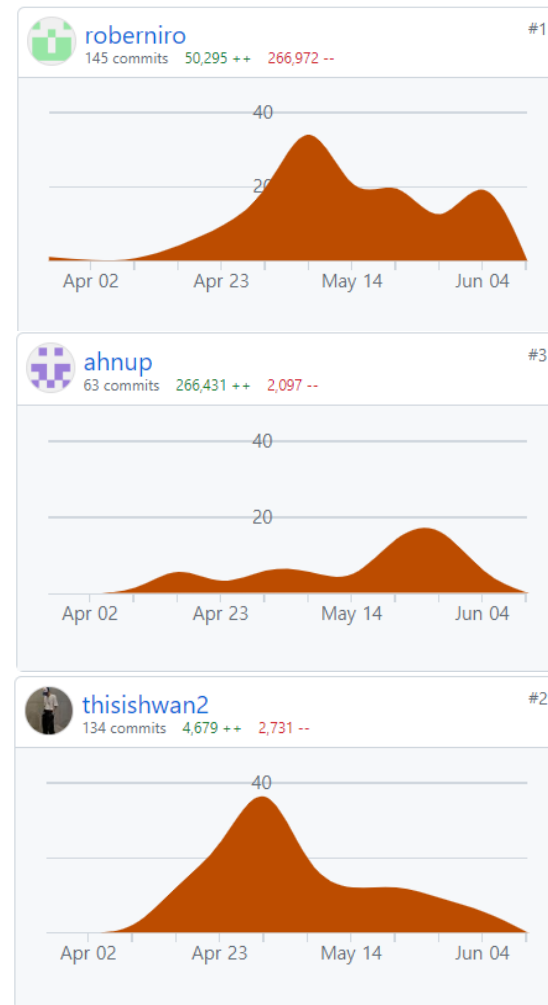 roberniro #1
145 commits 50,295 ++ 266,972 --
40
20
Apr 02 Apr 23 May 14 Jun 04
ahnup #3
63 commits 266,431 ++ 2,097 --
40
20
Apr 02 Apr 23 May 14 Jun 04
thisishwan2 #2
134 commits 4,679 ++ 2,731 --
40
Apr 02 Apr 23 May 14 Jun 04